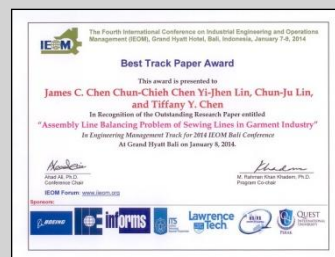 IEOM
The Fourth International Conference on Industrial Engineering and Operations
Management (IEOM), Grand Hyatt Hotel, Bali, Indonesia, January 7-9, 2014
Best Track Paper Award
This award is presented to
James C. Chen Chun-Chieh Chen Yi-Jhen Lin, Chun-Ju Lin,
and Tiffany Y. Chen
In Recognition of the Outstanding Research Paper entitled
"Assembly Line Balancing Problem of Sewing Lines in Garment Industry"
In Engineering Management Track for 2014 IEOM Bali Conference
At Grand Hyatt Bali on January 8, 2014.
Ahad Ali, Ph.D.
Conference Chair
M. Rahman Khan Khadem, Ph.D.
Program Co-chair
IEOM Forum: www.ieom.org
Sponsors:
BOEING
informs
ITS
Lawrence
Tech
QUEST
INTERNATIONAL
UNIVERSITY